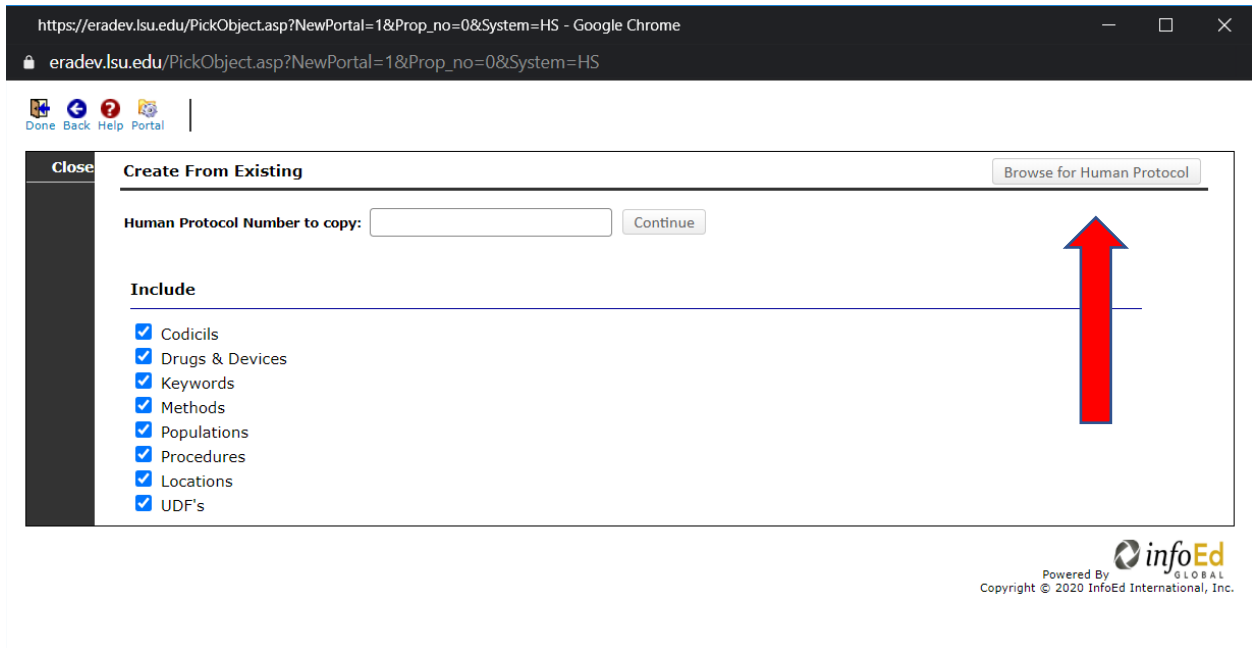 https://eradev.lsu.edu/PickObject.asp?NewPortal=1&Prop_no=0&System=HS - Google Chrome
eradev.lsu.edu/PickObject.asp?NewPortal=1&Prop_no=0&System=HS
Done Back Help Portal
Close Create From Existing Browse for Human Protocol
Human Protocol Number to copy: Continue
Include
Codicils
Drugs & Devices
Keywords
Methods
Populations
Procedures
Locations
UDF's
Powered By infoEd GLOBAL
Copyright © 2020 InfoEd International, Inc.